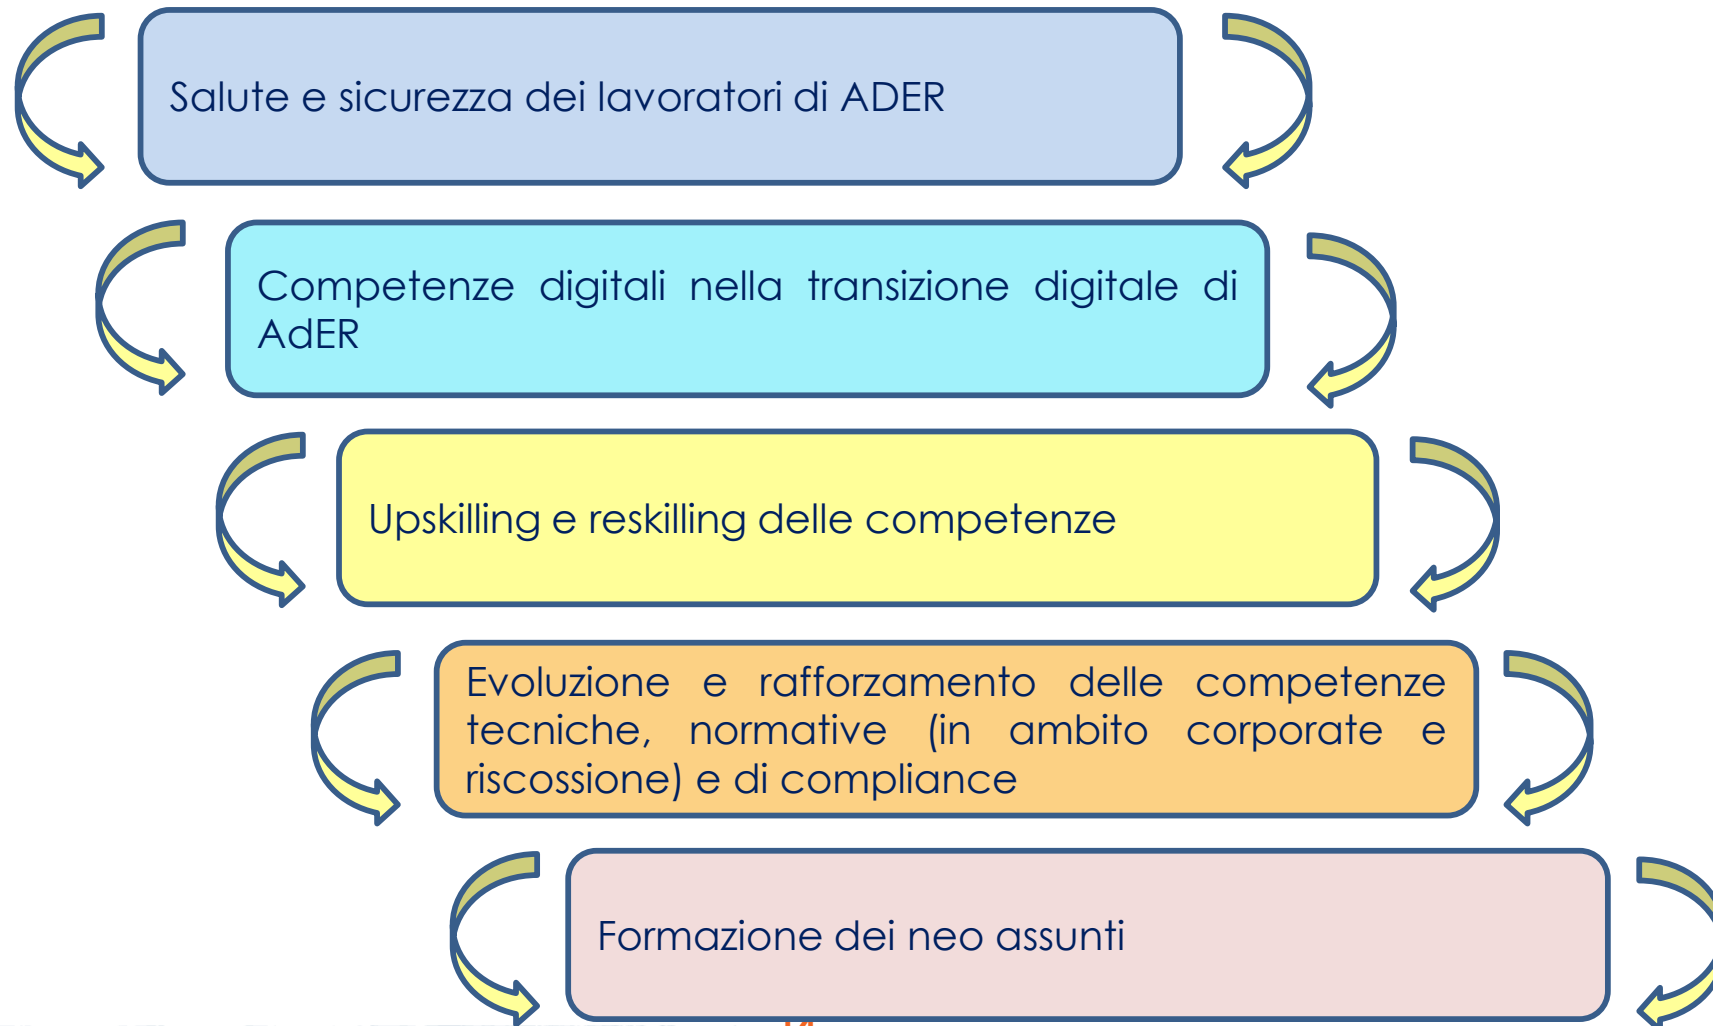 Salute e sicurezza dei lavoratori di ADER
Competenze digitali nella transizione digitale di
AdER
Upskilling e reskilling delle competenze
Evoluzione e rafforzamento delle competenze
tecniche, normative (in ambito corporate e
riscossione) e di compliance
Formazione dei neo assunti